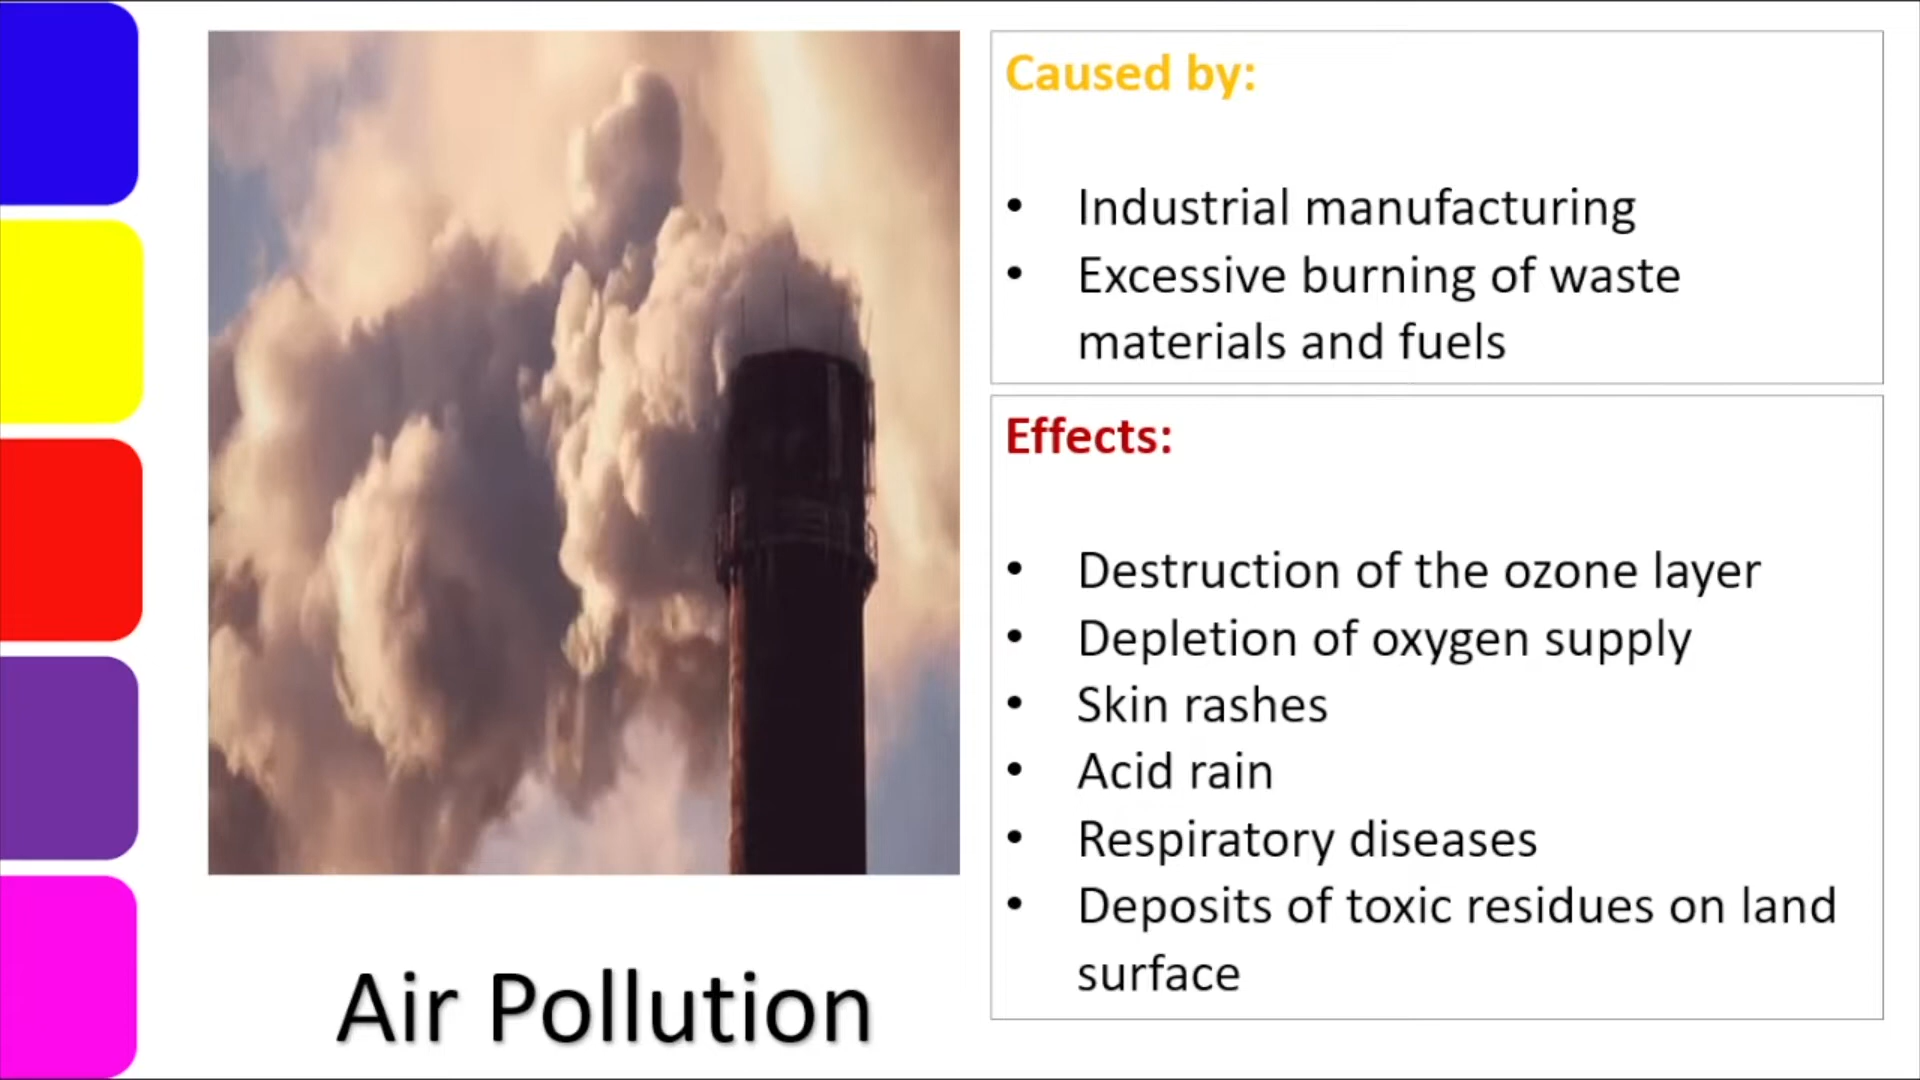 Caused by:
• Industrial manufacturing
• Excessive burning of waste
materials and fuels
Effects:
• Destruction of the ozone layer
• Depletion of oxygen supply
• Skin rashes
• Acid rain
• Respiratory diseases
• Deposits of toxic residues on land
surface
Air Pollution